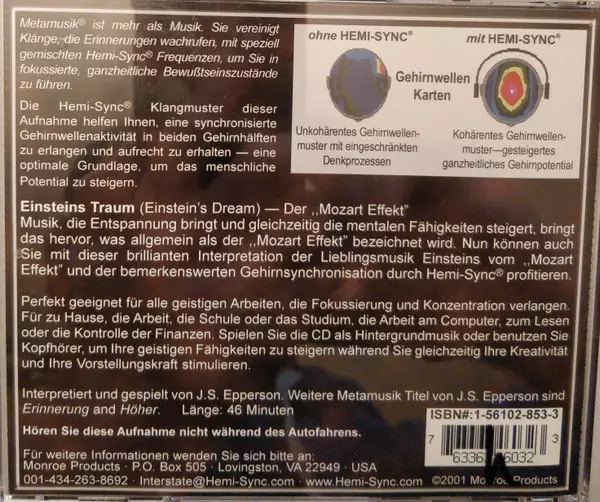 Metamusik® ist mehr als Musik. Sie vereinigt
Klänge, die Erinnerungen wachrufen, mit speziell
gemischten Hemi-Sync® Frequenzen, um Sie in
fokussierte, ganzheitliche Bewußtseinszustände
zu führen.
Die Hemi-Sync® Klangmuster dieser
Aufnahme helfen Ihnen, eine synchronisierte
Gehirnwellenaktivität in beiden Gehirnhälften
zu erlangen und aufrecht zu erhalten — eine
optimale Grundlage, um das menschliche
Potential zu steigern.
ohne HEMI-SYNC®
mit HEMI-SYNC®
Gehirnwellen
Karten
Unkohärentes Gehirnwellen-
muster mit eingeschränkten
Denkprozessen
Kohärentes Gehirnwellen-
muster—gesteigertes
ganzheitliches Gehirnpotential
Einsteins Traum (Einstein's Dream) — Der ,,Mozart Effekt"
Musik, die Entspannung bringt und gleichzeitig die mentalen Fähigkeiten steigert, bringt
das hervor, was allgemein als der ,,Mozart Effekt" bezeichnet wird. Nun können auch
Sie mit dieser brillianten Interpretation der Lieblingsmusik Einsteins vom ,,Mozart
Effekt" und der bemerkenswerten Gehirnsynchronisation durch Hemi-Sync® profitieren.
Perfekt geeignet für alle geistigen Arbeiten, die Fokussierung und Konzentration verlangen.
Für zu Hause, die Arbeit, die Schule oder das Studium, die Arbeit am Computer, zum Lesen
oder die Kontrolle der Finanzen. Spielen Sie die CD als Hintergrundmusik oder benutzen Sie
Kopfhörer, um Ihre geistigen Fähigkeiten zu steigern während Sie gleichzeitig Ihre Kreativität
und Ihre Vorstellungskraft stimulieren.
Interpretiert und gespielt von J.S. Epperson. Weitere Metamusik Titel von J.S. Epperson sind
Erinnerung and Höher. Länge: 46 Minuten
Hören Sie diese Aufnahme nicht während des Autofahrens.
Für weitere Informationen wenden Sie sich bitte an:
Monroe Products · P.O. Box 505 · Lovingston, VA 22949 · USA
001-434-263-8692 · Interstate@Hemi-Sync.com · www.Hemi-Sync.com
ISBN#:1-56102-853-3
7
3
©2001 Monroe Products